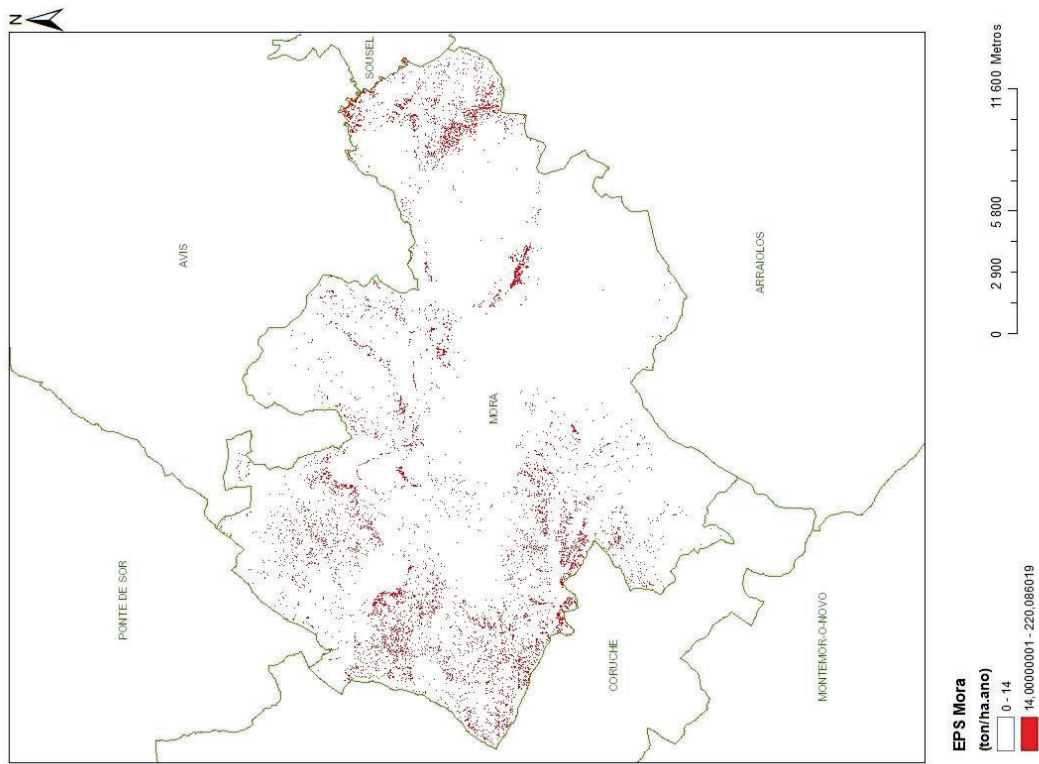 N
SOUSEL
AVIS
PONTE DE SOR
MORA
ARRAIOLOS
CORUCHE
MONTEMOR-O-NOVO
EPS Mora
(ton/ha.ano)
0 - 14
14,00000001 - 220,086019
0 2 900 5 800 11 600 Metros